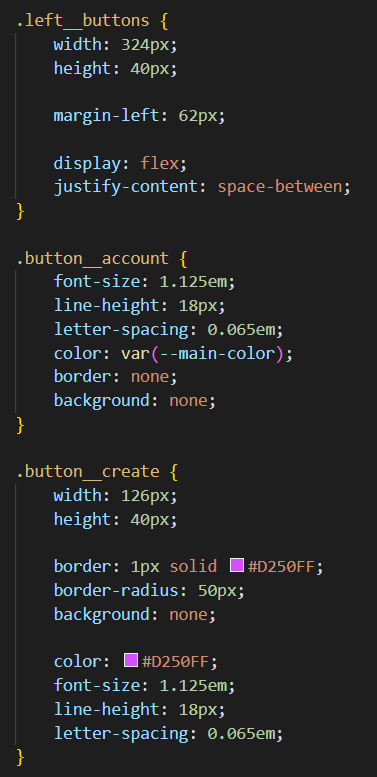 .left__buttons {
    width: 324px;
    height: 40px;

    margin-left: 62px;

    display: flex;
    justify-content: space-between;
}

.button__account {
    font-size: 1.125em;
    line-height: 18px;
    letter-spacing: 0.065em;
    color: var(--main-color);
    border: none;
    background: none;
}

.button__create {
    width: 126px;
    height: 40px;

    border: 1px solid #D250FF;
    border-radius: 50px;
    background: none;

    color: #D250FF;
    font-size: 1.125em;
    line-height: 18px;
    letter-spacing: 0.065em;
}